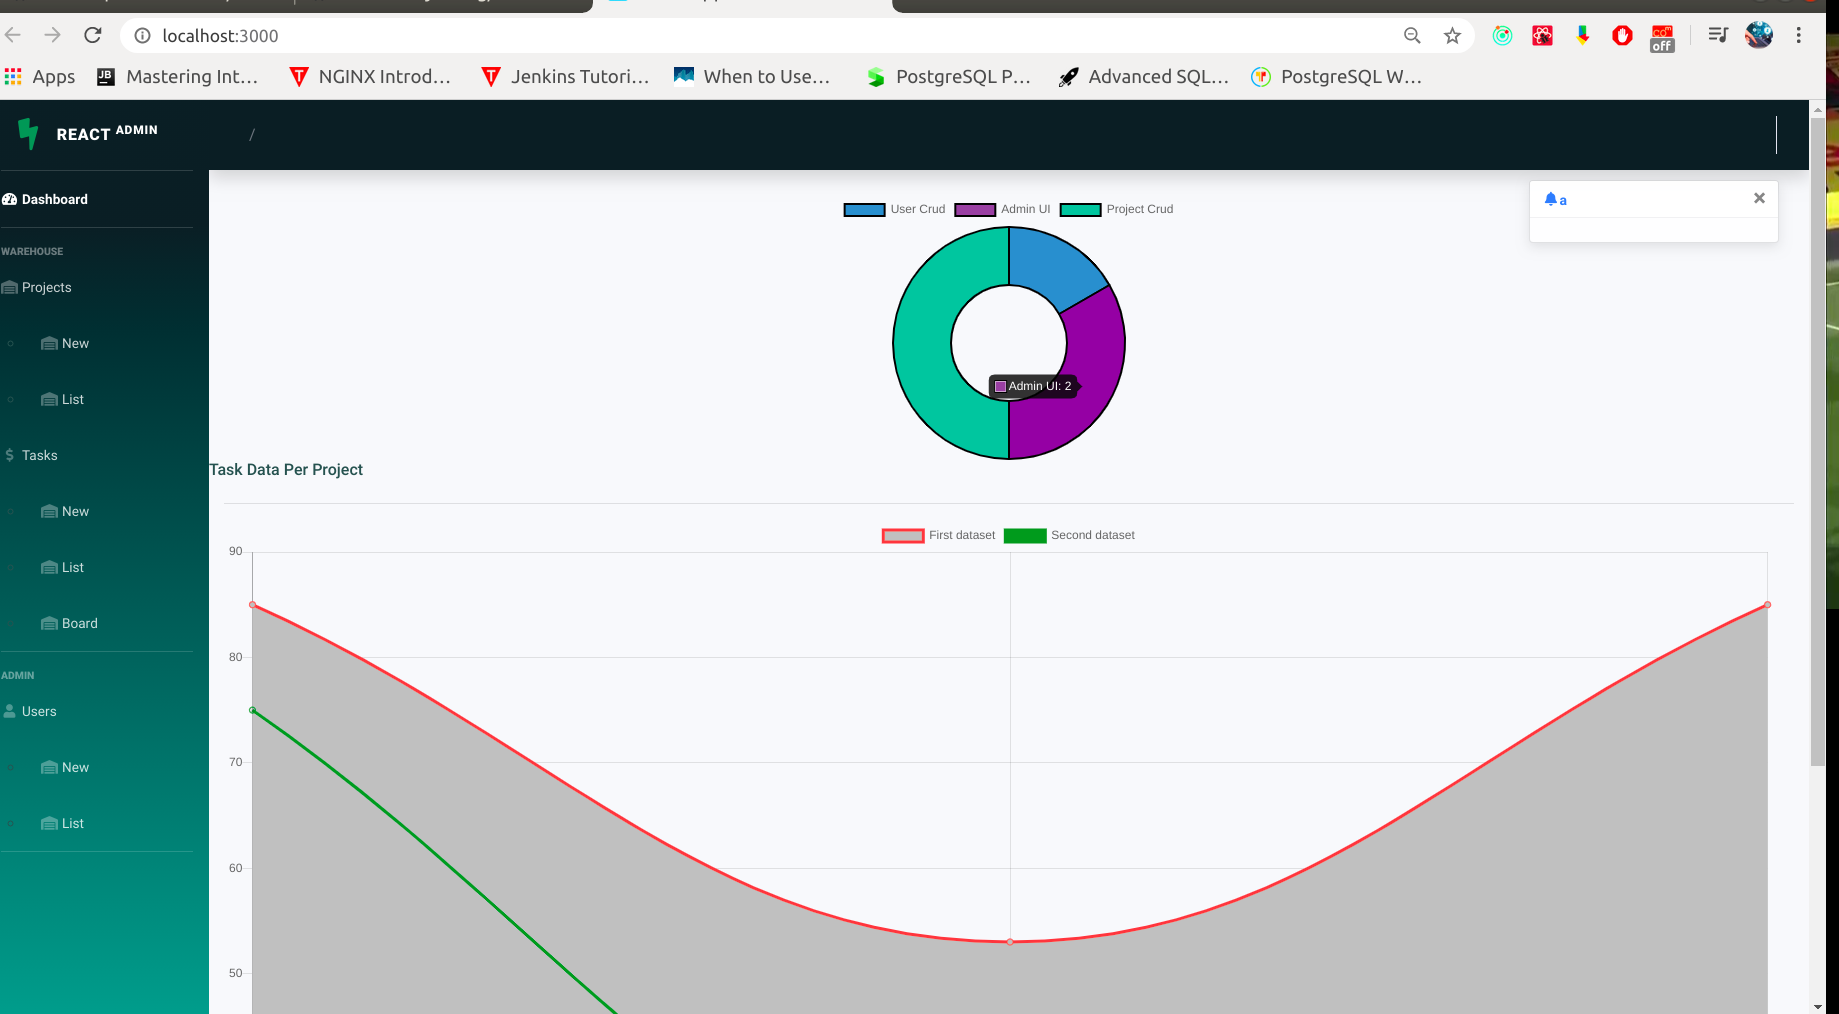 localhost:3000
Apps Mastering Int... NGINX Introd... Jenkins Tutori... When to Use... PostgreSQL P... Advanced SQL... PostgreSQL W...
off
REACT ADMIN /
Dashboard
WAREHOUSE
Projects
New
List
Tasks
New
List
Board
ADMIN
Users
New
List
User Crud Admin UI Project Crud
Admin UI: 2
a
Task Data Per Project
First dataset Second dataset
90
80
70
60
50